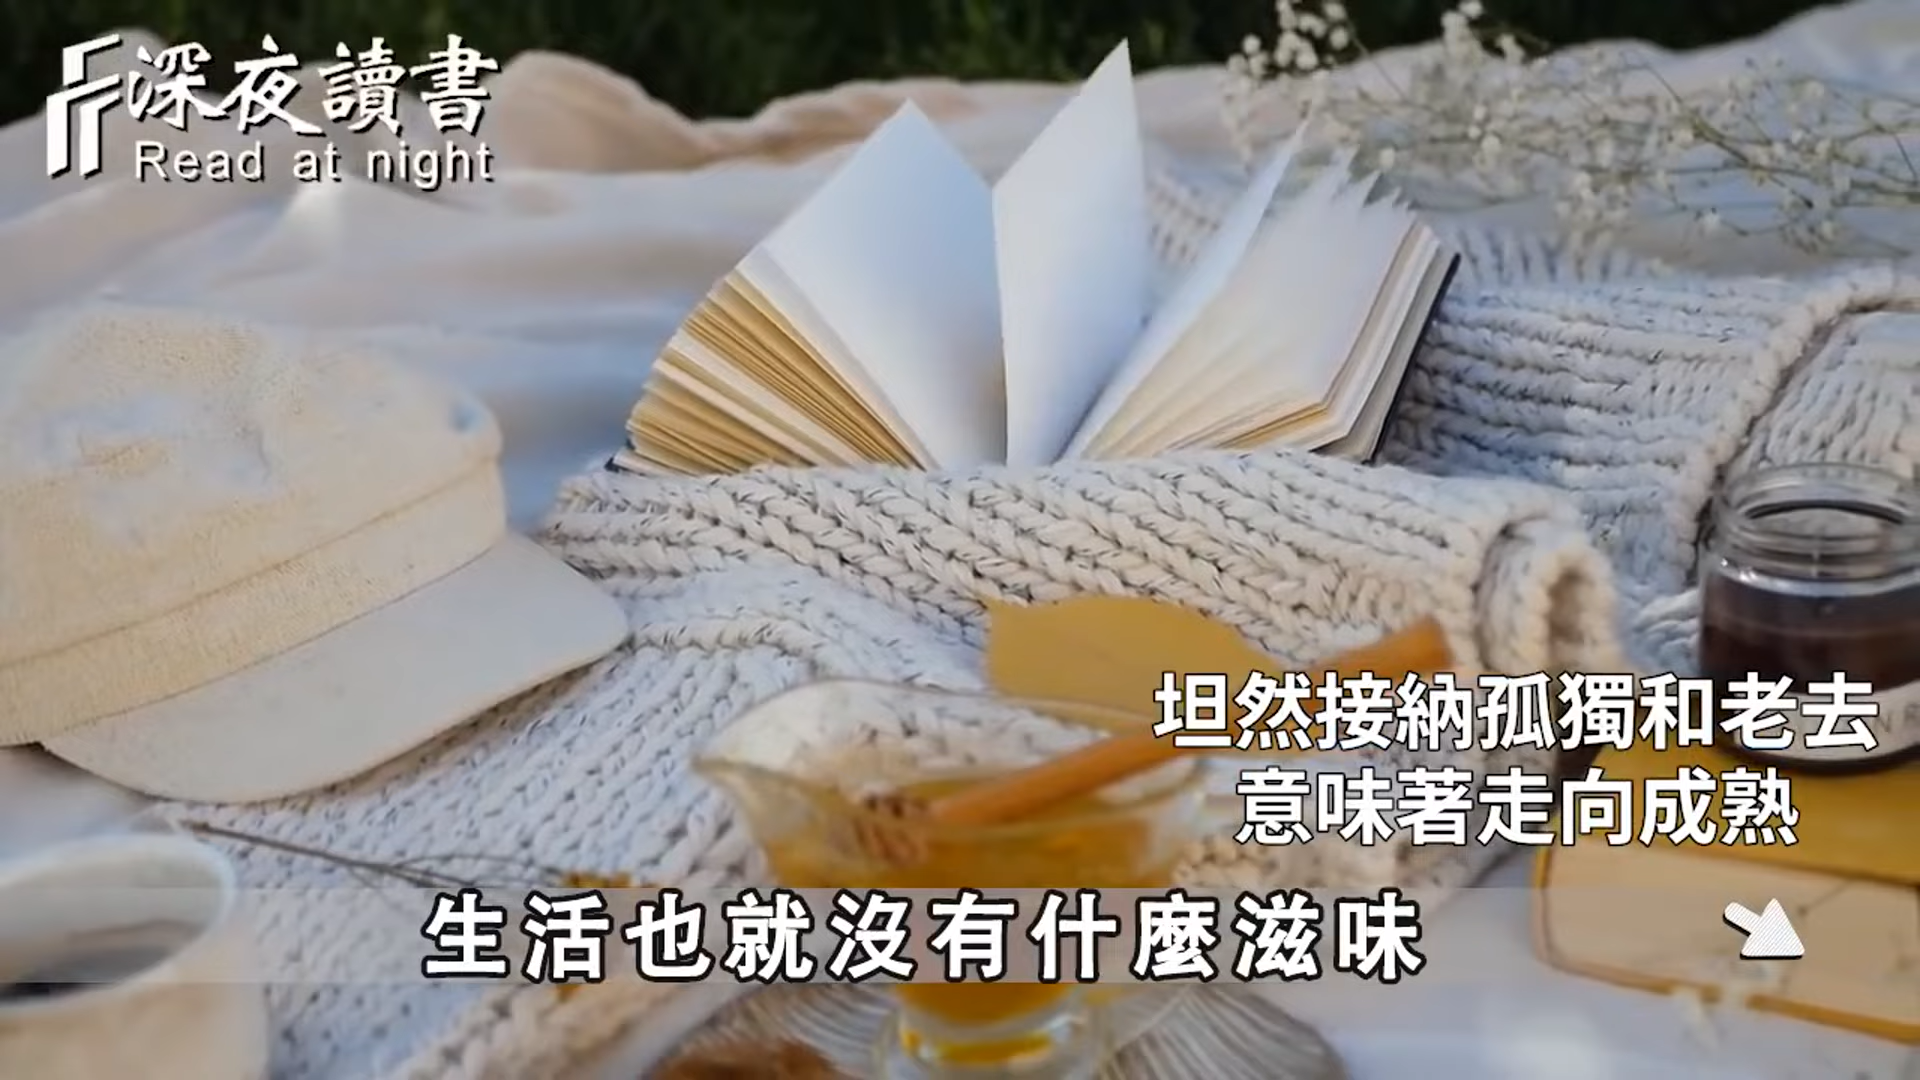 深夜讀書
Read at night
坦然接納孤獨和老去
意味著走向成熟
生活也就沒有什麼滋味